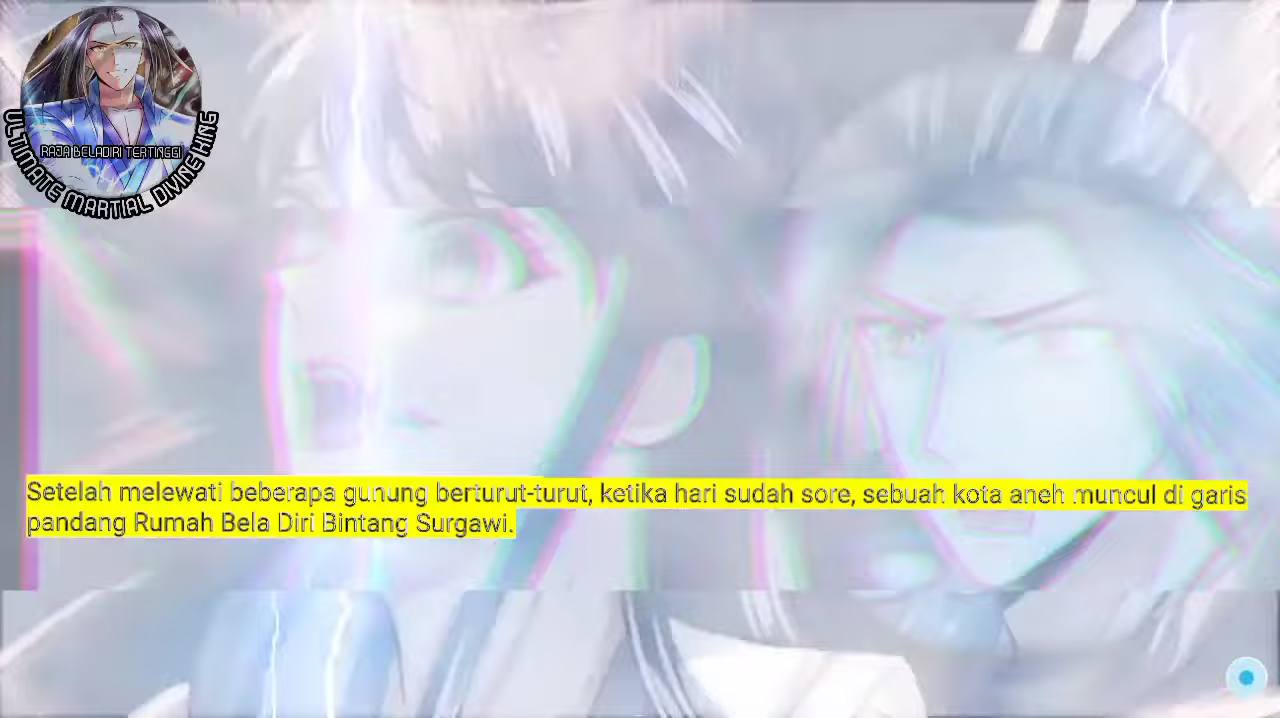 RAJA BELADIRI TERTINGGI
ULTIMATE MARTIAL DIVINE KING
Setelah melewati beberapa gunung berturut-turut, ketika hari sudah sore, sebuah kota aneh muncul di garis
pandang Rumah Bela Diri Bintang Surgawi.